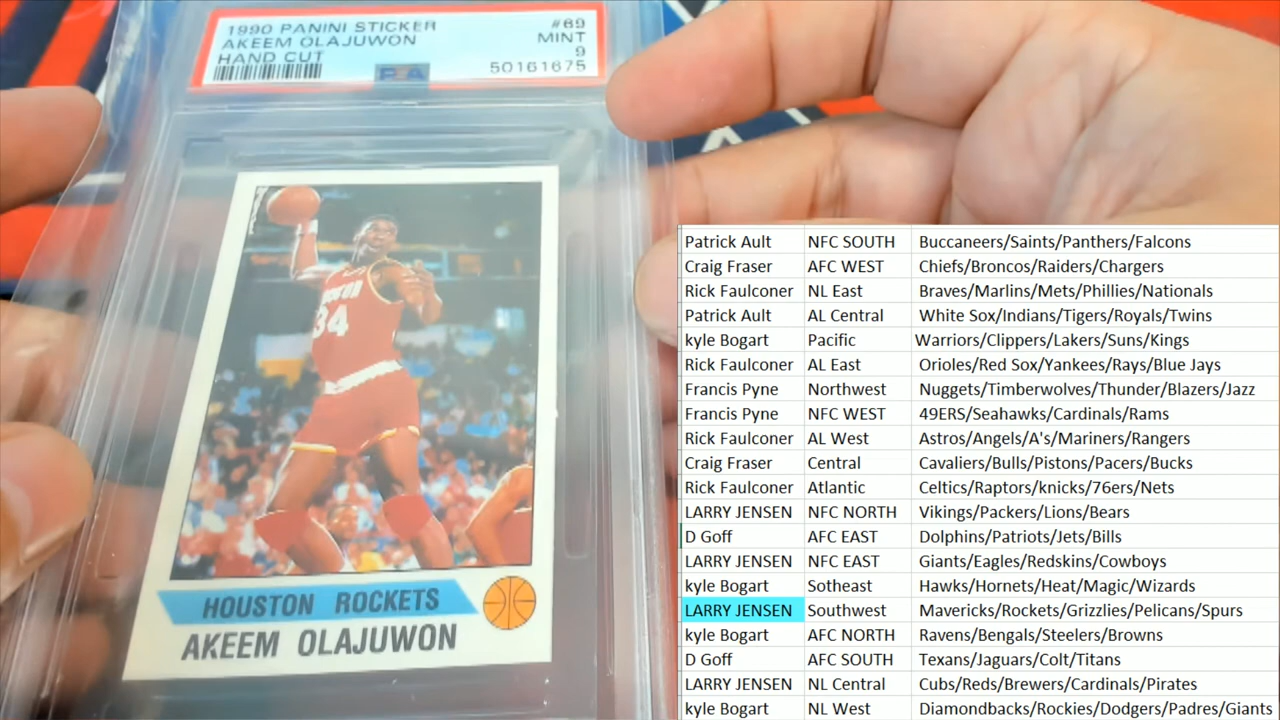 1990 PANINI STICKER #69
AKEEM OLAJUWON MINT
HAND CUT 9
50161675
PSA
34
HOUSTON ROCKETS
AKEEM OLAJUWON
Patrick Ault NFC SOUTH Buccaneers/Saints/Panthers/Falcons
Craig Fraser AFC WEST Chiefs/Broncos/Raiders/Chargers
Rick Faulconer NL East Braves/Marlins/Mets/Phillies/Nationals
Patrick Ault AL Central White Sox/Indians/Tigers/Royals/Twins
kyle Bogart Pacific Warriors/Clippers/Lakers/Suns/Kings
Rick Faulconer AL East Orioles/Red Sox/Yankees/Rays/Blue Jays
Francis Pyne Northwest Nuggets/Timberwolves/Thunder/Blazers/Jazz
Francis Pyne NFC WEST 49ERS/Seahawks/Cardinals/Rams
Rick Faulconer AL West Astros/Angels/A's/Mariners/Rangers
Craig Fraser Central Cavaliers/Bulls/Pistons/Pacers/Bucks
Rick Faulconer Atlantic Celtics/Raptors/knicks/76ers/Nets
LARRY JENSEN NFC NORTH Vikings/Packers/Lions/Bears
D Goff AFC EAST Dolphins/Patriots/Jets/Bills
LARRY JENSEN NFC EAST Giants/Eagles/Redskins/Cowboys
kyle Bogart Sotheast Hawks/Hornets/Heat/Magic/Wizards
LARRY JENSEN Southwest Mavericks/Rockets/Grizzlies/Pelicans/Spurs
kyle Bogart AFC NORTH Ravens/Bengals/Steelers/Browns
D Goff AFC SOUTH Texans/Jaguars/Colt/Titans
LARRY JENSEN NL Central Cubs/Reds/Brewers/Cardinals/Pirates
kyle Bogart NL West Diamondbacks/Rockies/Dodgers/Padres/Giants